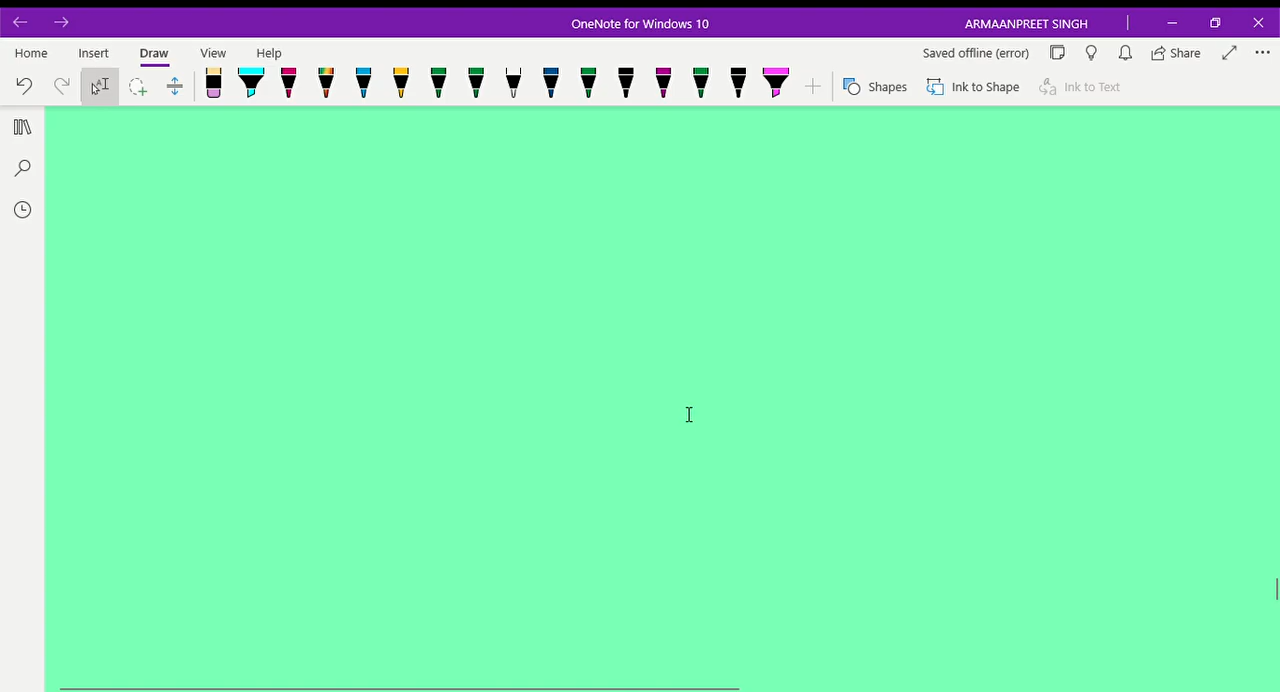 OneNote for Windows 10
ARMAANPREET SINGH
Home Insert Draw View Help
Saved offline (error)
Share
Shapes
Ink to Shape
Ink to Text